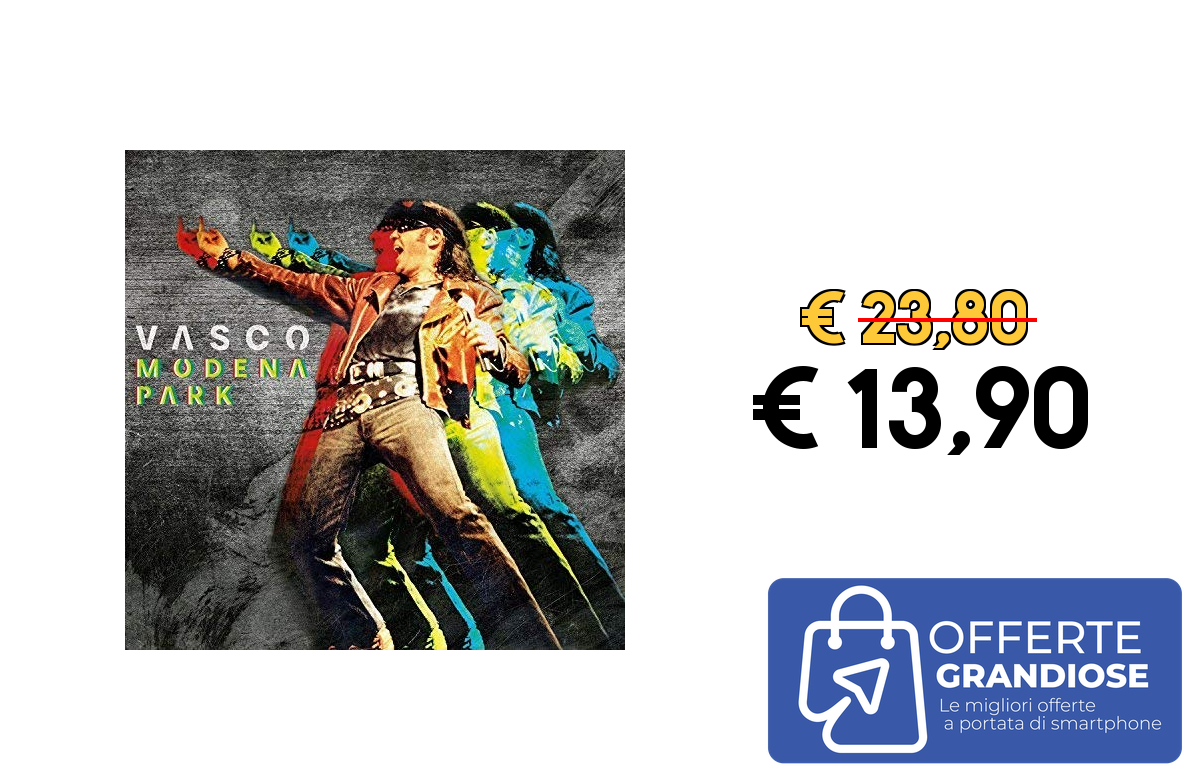 VASCO
MODENA
PARK
€ 23,80
€ 13,90
OFFERTE
GRANDIOSE
Le migliori offerte
a portata di smartphone